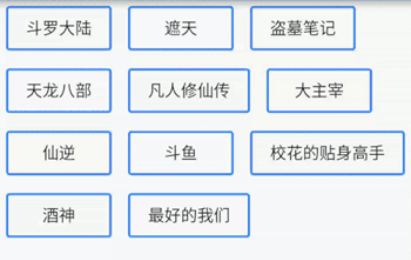 斗罗大陆 遮天 盗墓笔记
天龙八部 凡人修仙传 大主宰
仙逆 斗鱼 校花的贴身高手
酒神 最好的我们